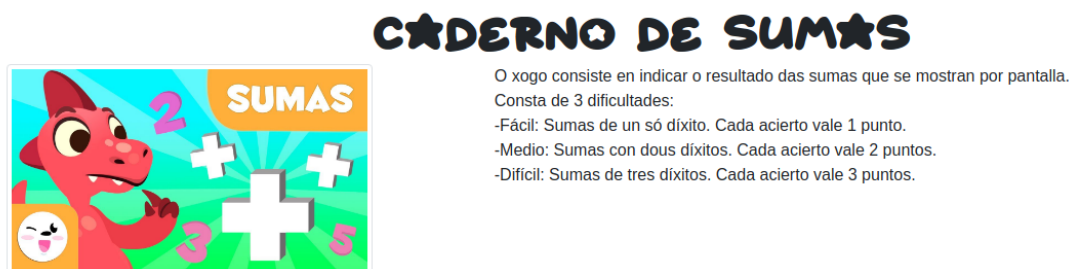 CADERNO DE SUMAS
SUMAS
2
3
5
O xogo consiste en indicar o resultado das sumas que se mostran por pantalla.
Consta de 3 dificultades:
-Fácil: Sumas de un só díxito. Cada acierto vale 1 punto.
-Medio: Sumas con dous díxitos. Cada acierto vale 2 puntos.
-Difícil: Sumas de tres díxitos. Cada acierto vale 3 puntos.